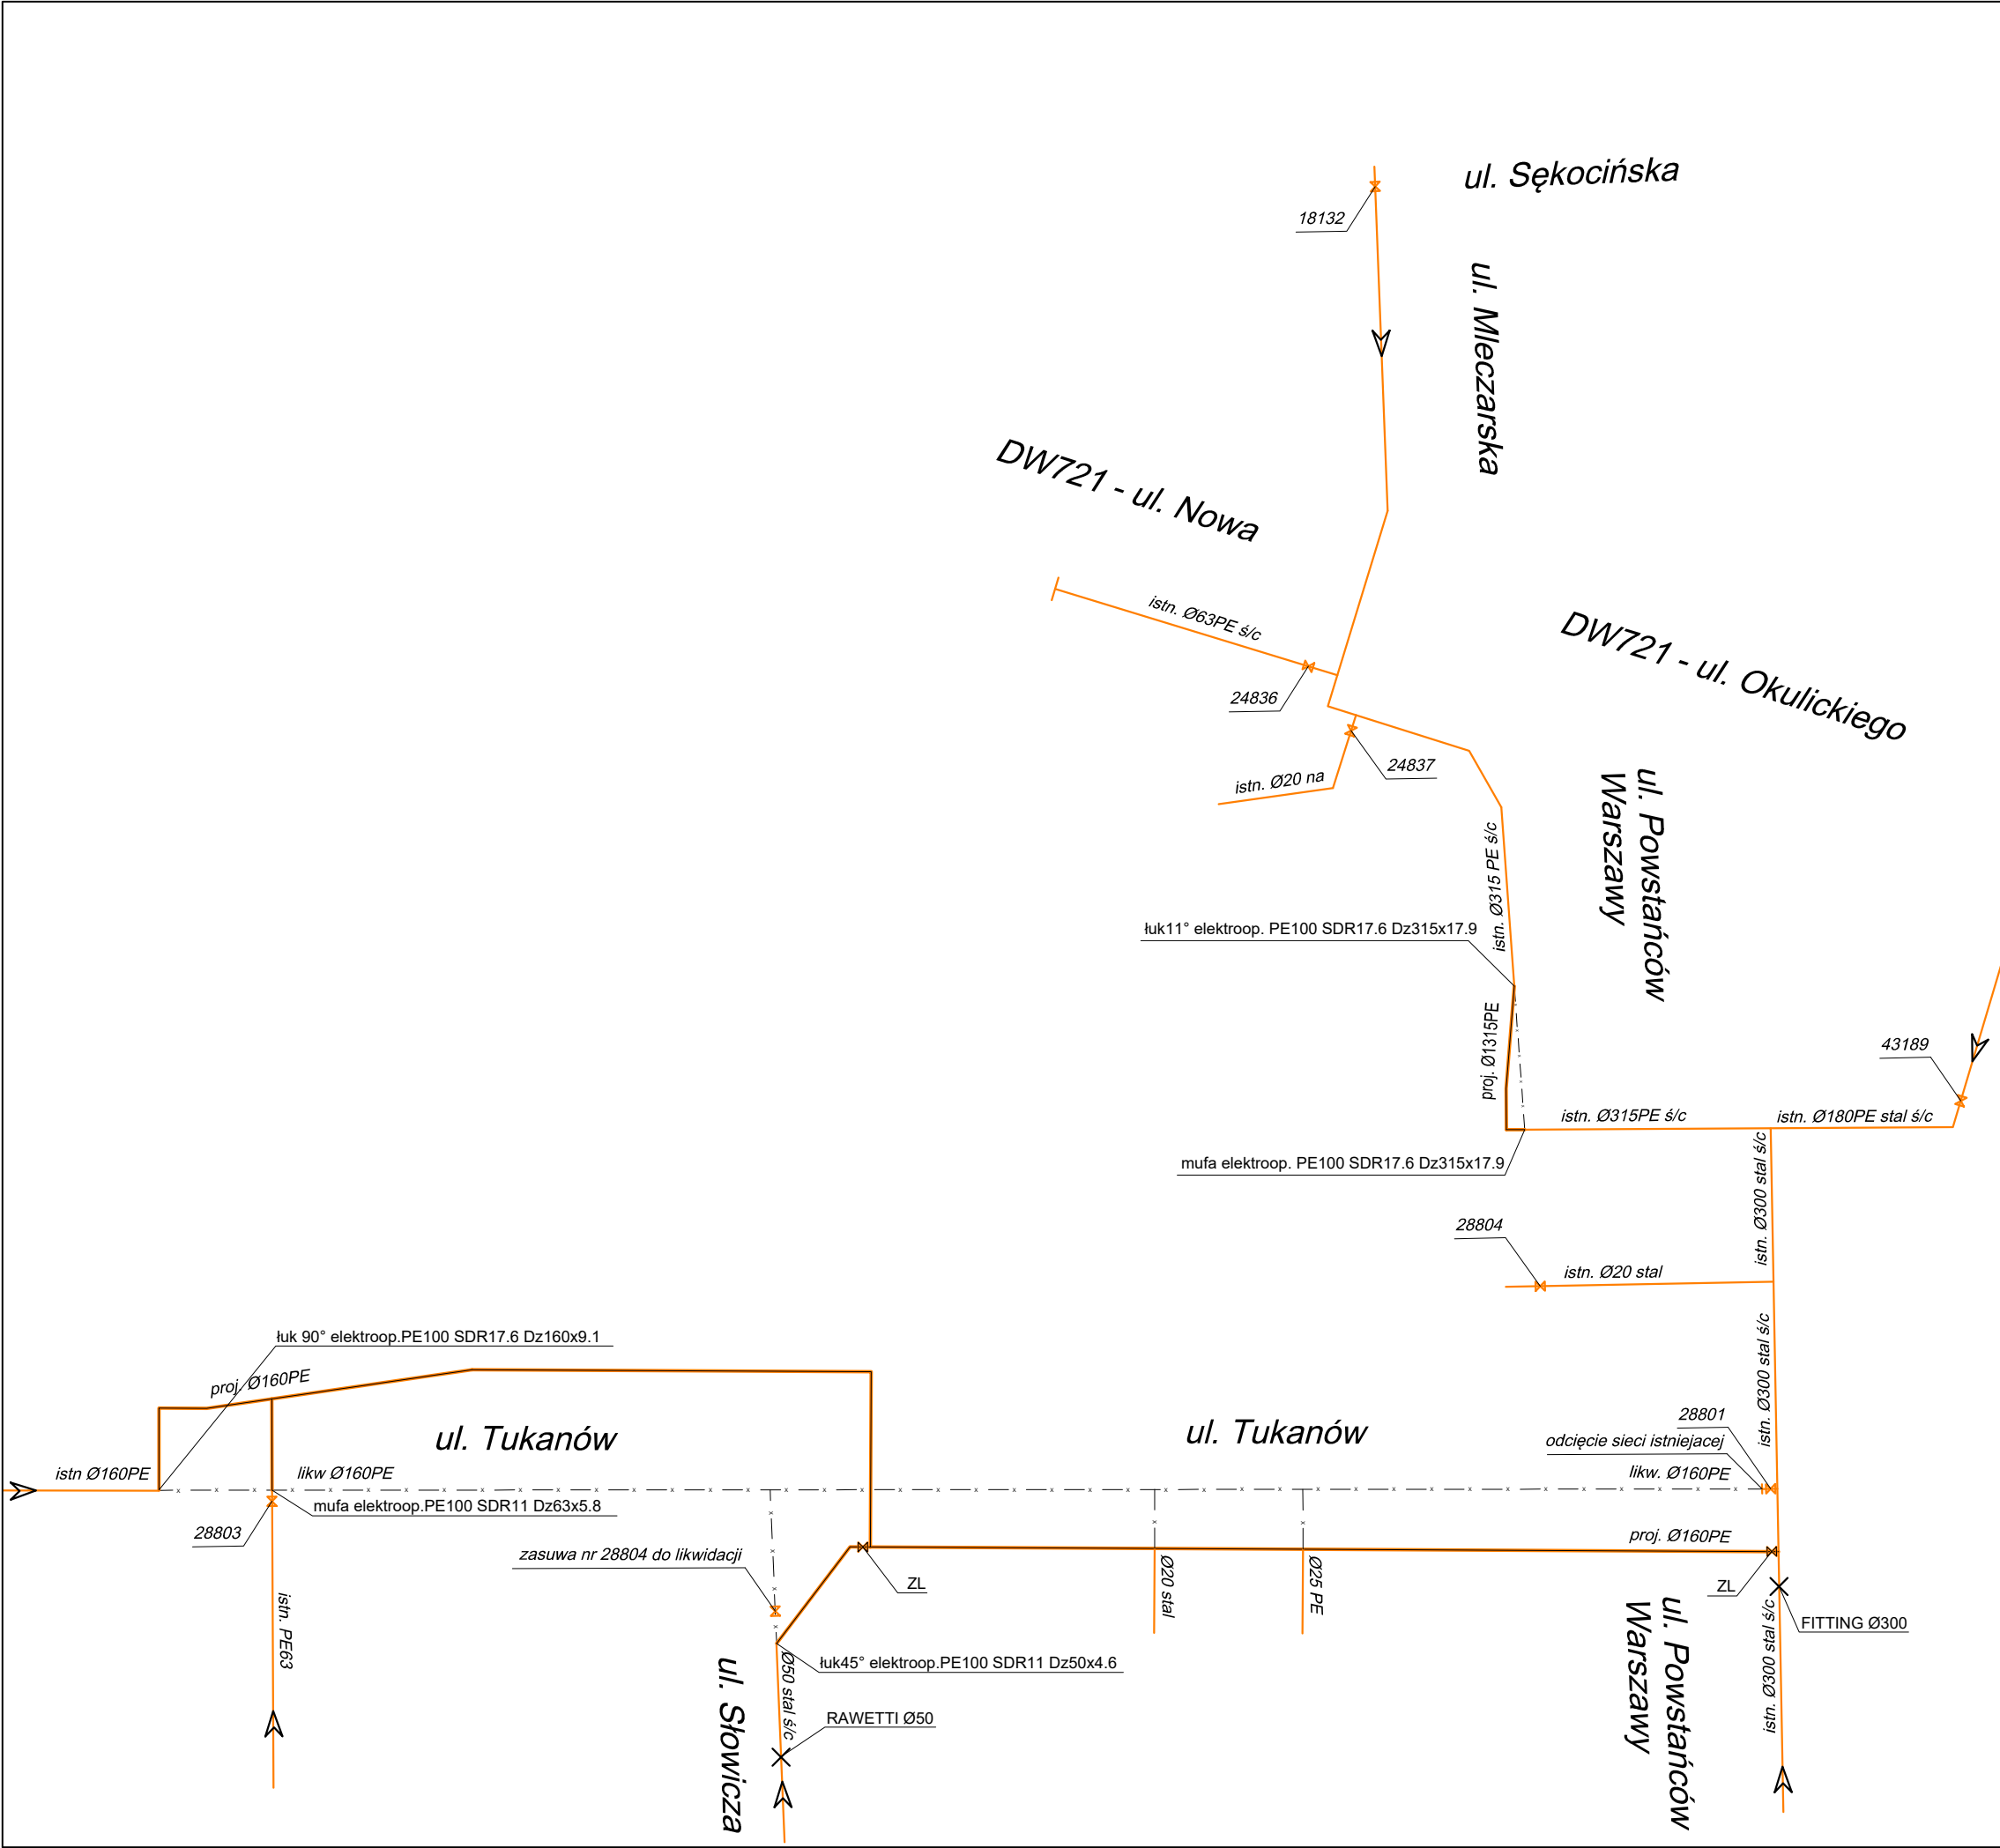 ul. Sękocińska
18132
ul. Mleczarska
DW721 - ul. Nowa
istn. Ø63PE ś/c
DW721 - ul. Okulickiego
24836
24837
istn. Ø20 na
ul. Powstańców
Warszawy
istn. Ø315 PE ś/c
łuk11° elektroop. PE100 SDR17.6 Dz315x17.9
proj. Ø1315PE
43189
istn. Ø315PE ś/c
istn. Ø180PE stal ś/c
mufa elektroop. PE100 SDR17.6 Dz315x17.9
istn. Ø300 stal ś/c
28804
istn. Ø20 stal
łuk 90° elektroop.PE100 SDR17.6 Dz160x9.1
proj. Ø160PE
istn. Ø300 stal ś/c
ul. Tukanów
ul. Tukanów
28801
odcięcie sieci istniejacej
istn Ø160PE
likw Ø160PE
likw. Ø160PE
mufa elektroop.PE100 SDR11 Dz63x5.8
28803
proj. Ø160PE
zasuwa nr 28804 do likwidacji
ZL
Ø20 stal
Ø25 PE
ZL
istn. PE63
FITTING Ø300
łuk45° elektroop.PE100 SDR11 Dz50x4.6
Ø50 stal ś/c
RAWETTI Ø50
ul. Słowicza
istn. Ø300 stal ś/c
ul. Powstańców
Warszawy